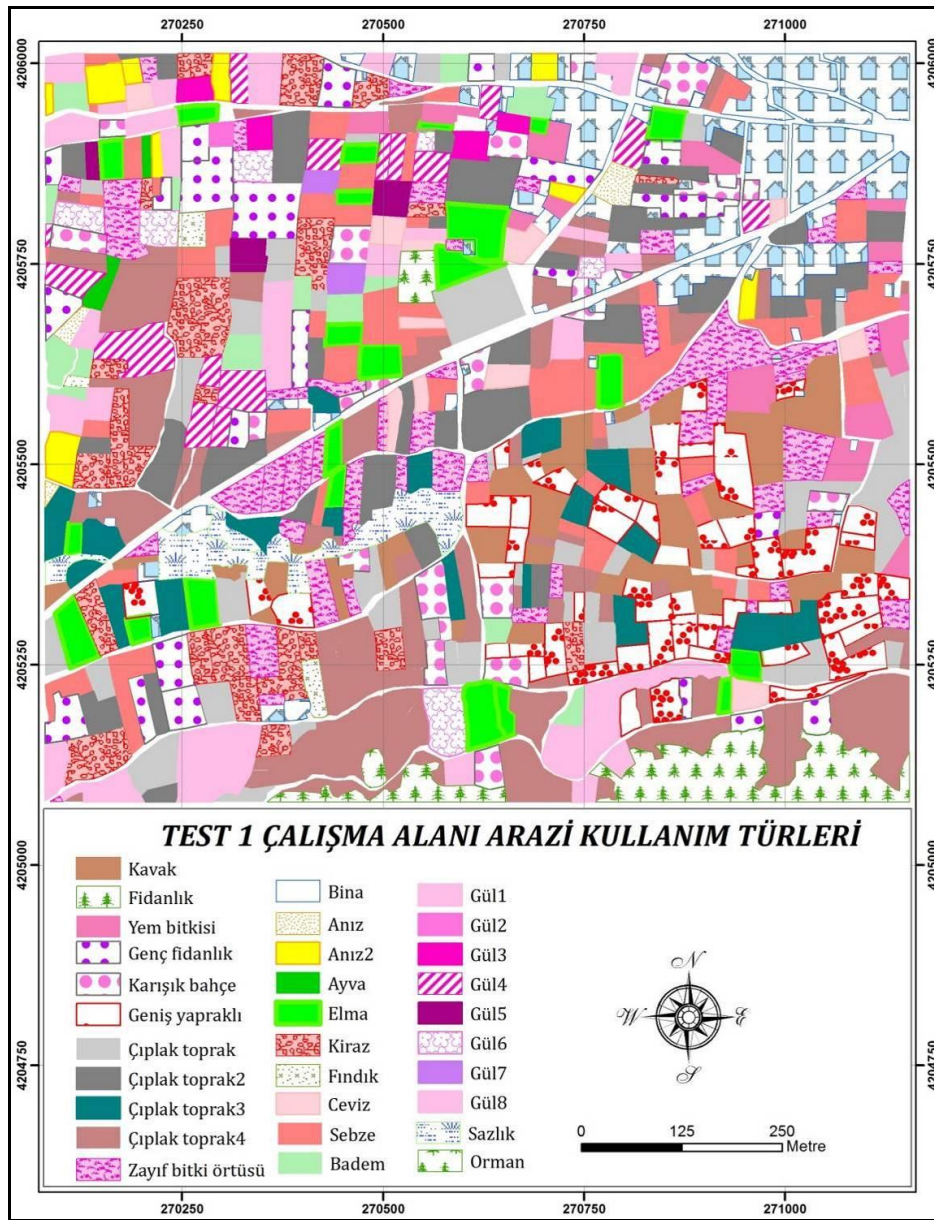 270250 270500 270750 271000
4206000 4206000
4205750 4205750
4205500 4205500
4205250 4205250
TEST 1 ÇALIŞMA ALANI ARAZİ KULLANIM TÜRLERİ
4205000 4205000
Kavak
Fidanlık
Yem bitkisi
Genç fidanlık
Karışık bahçe
Geniş yapraklı
Çıplak toprak
Çıplak toprak2
Çıplak toprak3
Çıplak toprak4
Zayıf bitki örtüsü
Bina
Anız
Anız2
Ayva
Elma
Kiraz
Fındık
Ceviz
Sebze
Badem
Gül1
Gül2
Gül3
Gül4
Gül5
Gül6
Gül7
Gül8
Sazlık
Orman
N
W E
S
0 125 250
Metre
4204750 4204750
270250 270500 270750 271000